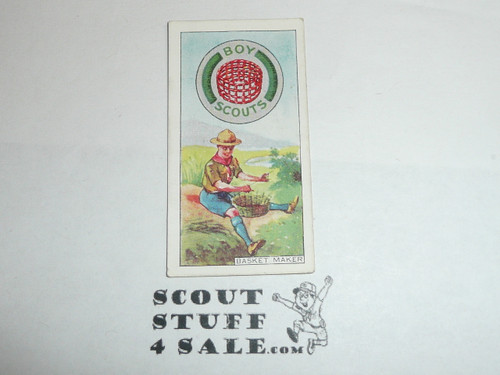 BOY
SCOUTS
BASKET MAKER
SCOUT
STUFF
4 SALE.com